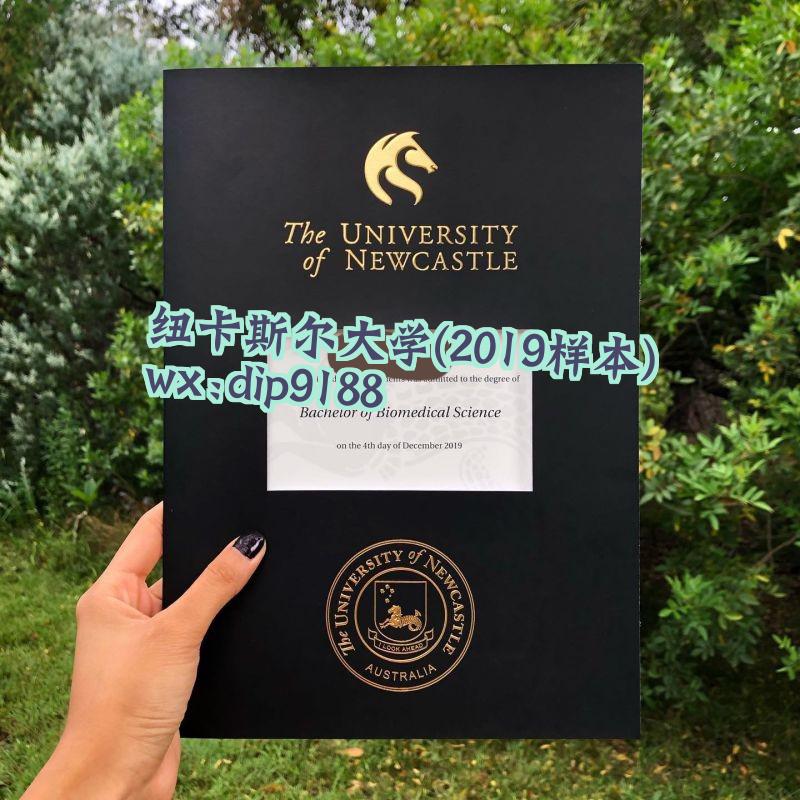 The UNIVERSITY
of NEWCASTLE
纽卡斯尔大学(2019样本)
wx:dip9188
was admitted to the degree of
Bachelor of Biomedical Science
on the 4th day of December 2019
The UNIVERSITY of NEWCASTLE
I LOOK AHEAD
AUSTRALIA